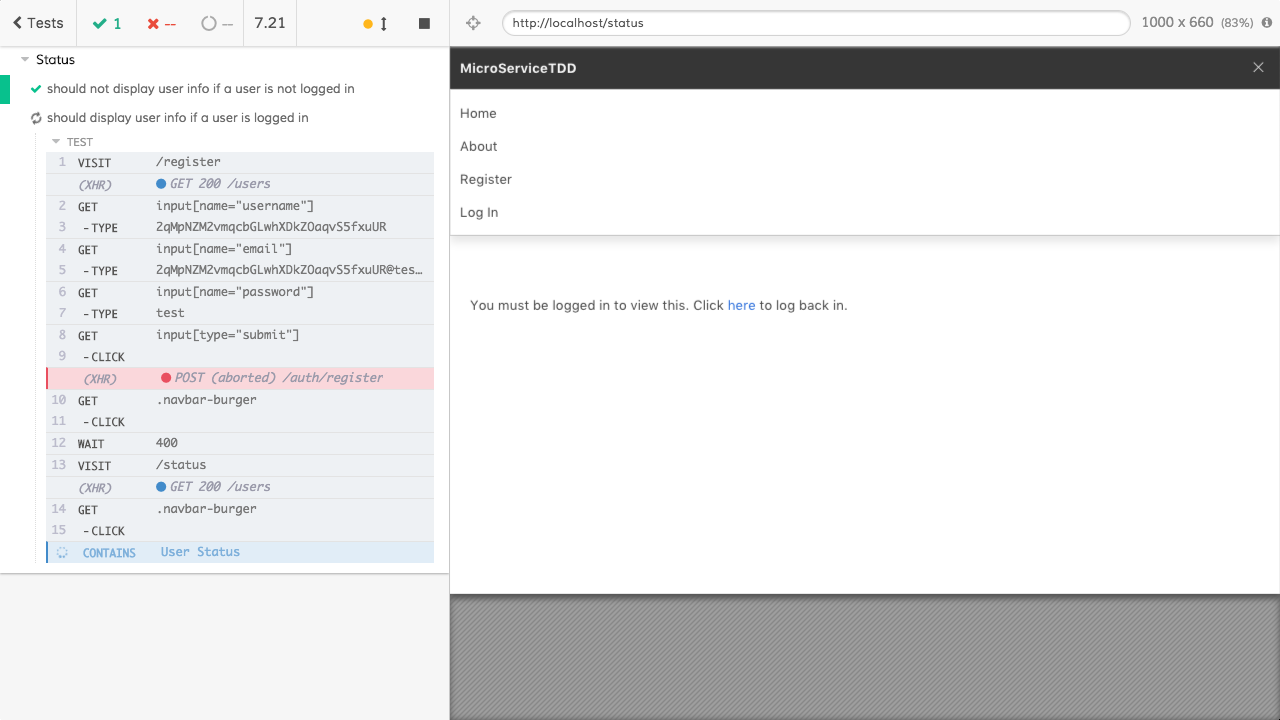 Tests 1 -- -- 7.21
http://localhost/status 1000 x 660 (83%)
Status
should not display user info if a user is not logged in
should display user info if a user is logged in
TEST
1 VISIT /register
(XHR) GET 200 /users
2 GET input[name="username"]
3 -TYPE 2qMpNZM2vmqcbGLwhXDkZOaqvS5fxuUR
4 GET input[name="email"]
5 -TYPE 2qMpNZM2vmqcbGLwhXDkZOaqvS5fxuUR@tes…
6 GET input[name="password"]
7 -TYPE test
8 GET input[type="submit"]
9 -CLICK
(XHR) POST (aborted) /auth/register
10 GET .navbar-burger
11 -CLICK
12 WAIT 400
13 VISIT /status
(XHR) GET 200 /users
14 GET .navbar-burger
15 -CLICK
CONTAINS User Status
MicroServiceTDD
Home
About
Register
Log In
You must be logged in to view this. Click here to log back in.